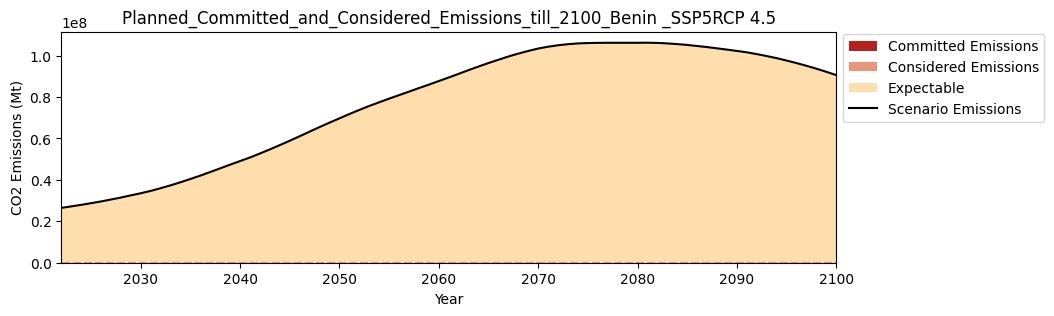 Planned_Committed_and_Considered_Emissions_till_2100_Benin _SSP5RCP 4.5
1e8
CO2 Emissions (Mt)
1.0
0.8
0.6
0.4
0.2
0.0
2030 2040 2050 2060 2070 2080 2090 2100
Year
Committed Emissions
Considered Emissions
Expectable
Scenario Emissions